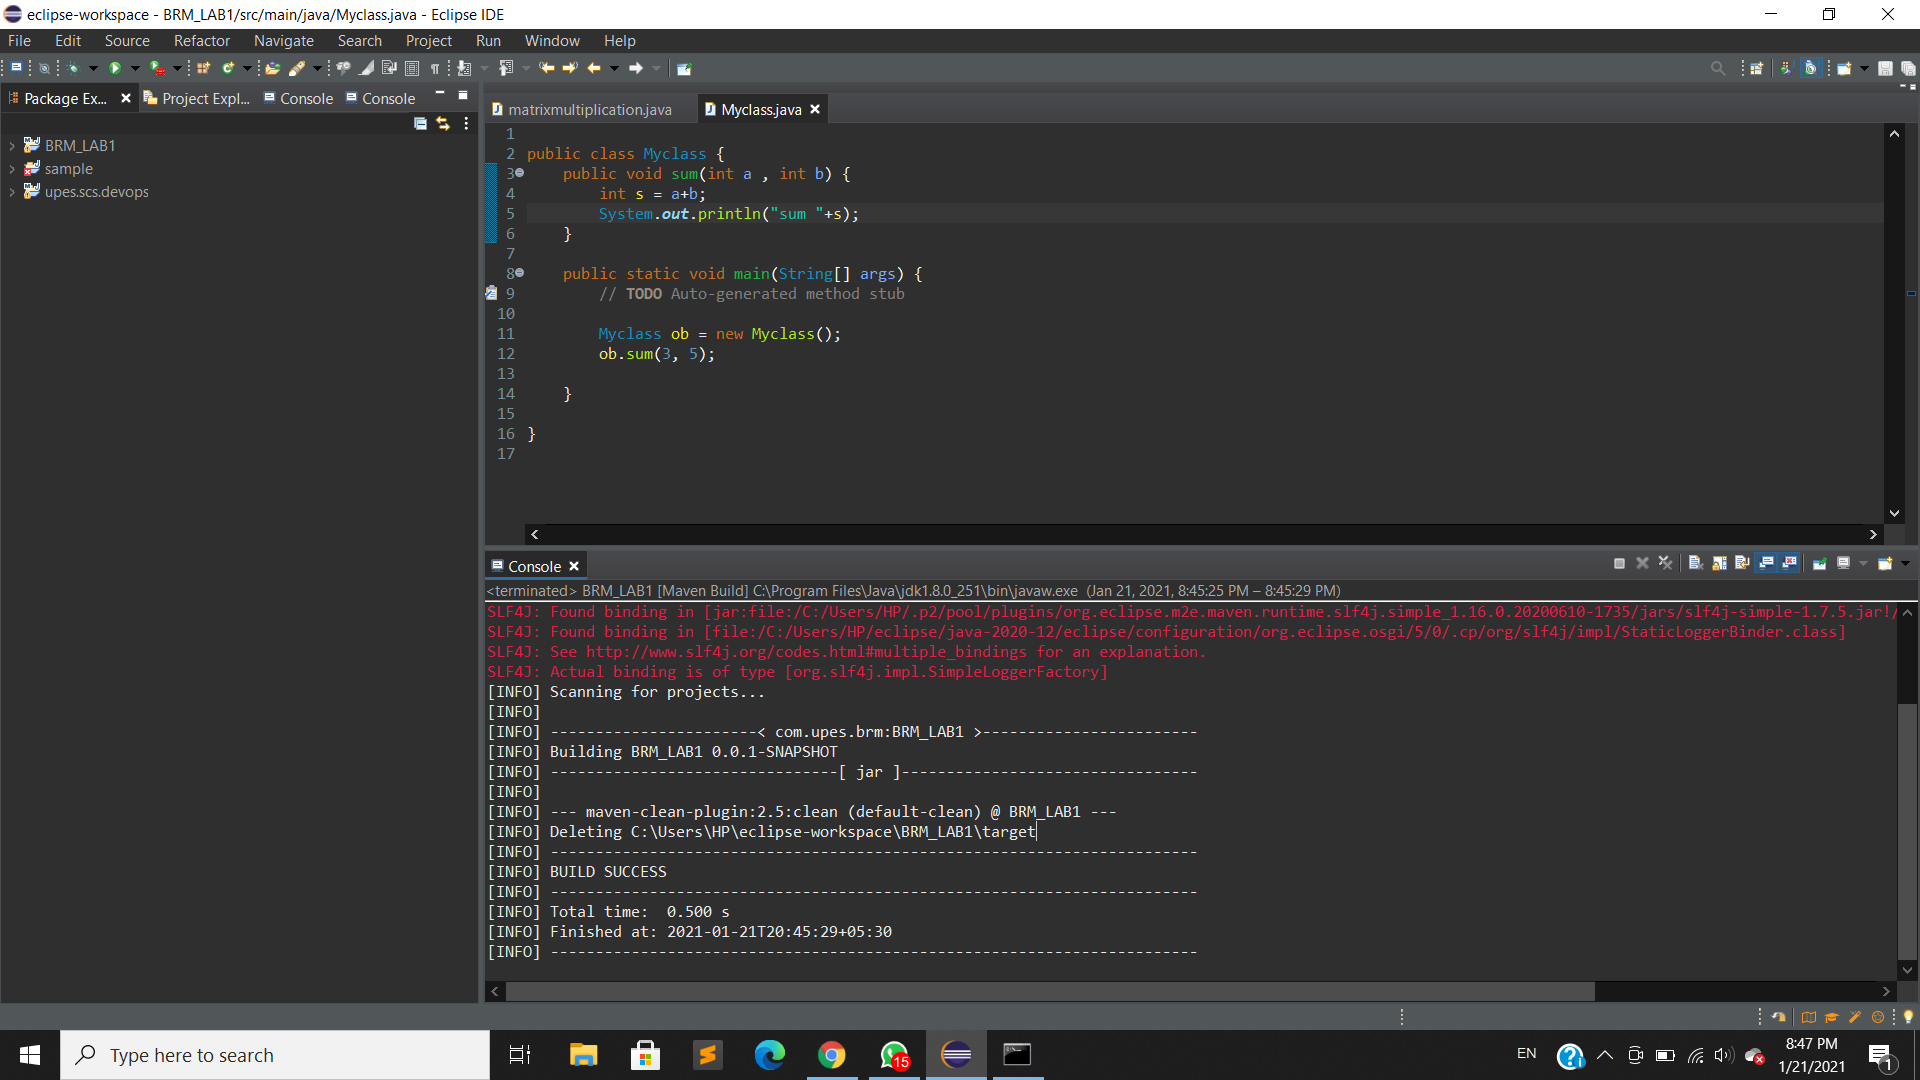 eclipse-workspace - BRM_LAB1/src/main/java/Myclass.java - Eclipse IDE
File Edit Source Refactor Navigate Search Project Run Window Help
Package Ex... Project Expl... Console Console
BRM_LAB1
sample
upes.scs.devops
matrixmultiplication.java Myclass.java
1
2 public class Myclass {
3 public void sum(int a , int b) {
4 int s = a+b;
5 System.out.println("sum "+s);
6 }
7
8 public static void main(String[] args) {
9 // TODO Auto-generated method stub
10
11 Myclass ob = new Myclass();
12 ob.sum(3, 5);
13
14 }
15
16 }
17
Console
<terminated> BRM_LAB1 [Maven Build] C:\Program Files\Java\jdk1.8.0_251\bin\javaw.exe (Jan 21, 2021, 8:45:25 PM – 8:45:29 PM)
SLF4J: Found binding in [jar:file:/C:/Users/HP/.p2/pool/plugins/org.eclipse.m2e.maven.runtime.slf4j.simple_1.16.0.20200610-1735/jars/slf4j-simple-1.7.5.jar!/
SLF4J: Found binding in [file:/C:/Users/HP/eclipse/java-2020-12/eclipse/configuration/org.eclipse.osgi/5/0/.cp/org/slf4j/impl/StaticLoggerBinder.class]
SLF4J: See http://www.slf4j.org/codes.html#multiple_bindings for an explanation.
SLF4J: Actual binding is of type [org.slf4j.impl.SimpleLoggerFactory]
[INFO] Scanning for projects...
[INFO]
[INFO] -----------------------< com.upes.brm:BRM_LAB1 >------------------------
[INFO] Building BRM_LAB1 0.0.1-SNAPSHOT
[INFO] --------------------------------[ jar ]---------------------------------
[INFO]
[INFO] --- maven-clean-plugin:2.5:clean (default-clean) @ BRM_LAB1 ---
[INFO] Deleting C:\Users\HP\eclipse-workspace\BRM_LAB1\target
[INFO] ------------------------------------------------------------------------
[INFO] BUILD SUCCESS
[INFO] ------------------------------------------------------------------------
[INFO] Total time:  0.500 s
[INFO] Finished at: 2021-01-21T20:45:29+05:30
[INFO] ------------------------------------------------------------------------
Type here to search
15
EN
8:47 PM
1/21/2021
1